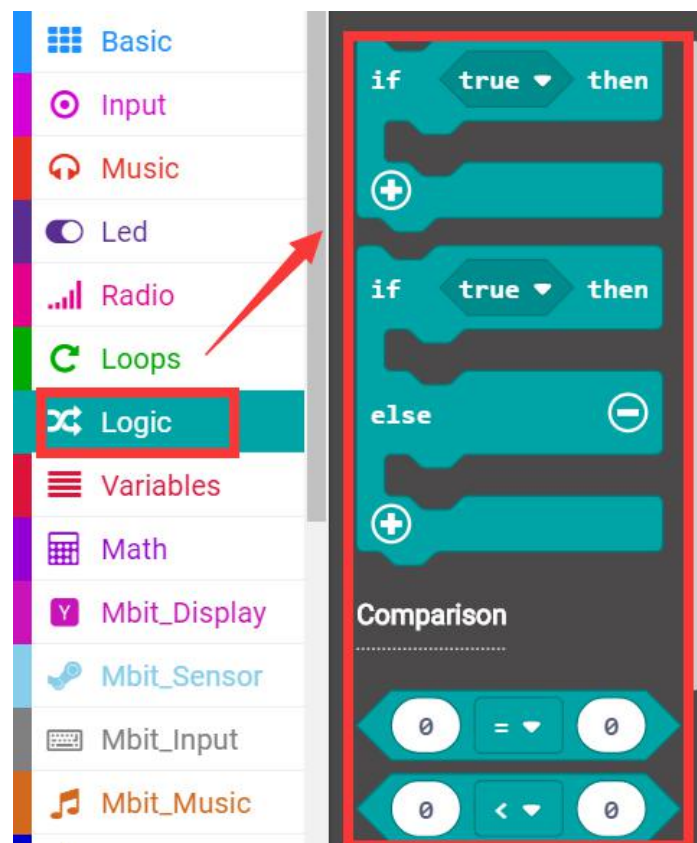 Basic
Input
Music
Led
Radio
Loops
Logic
Variables
Math
Y Mbit_Display
Mbit_Sensor
Mbit_Input
Mbit_Music
if true then
if true then
else
Comparison
0 = 0
0 < 0